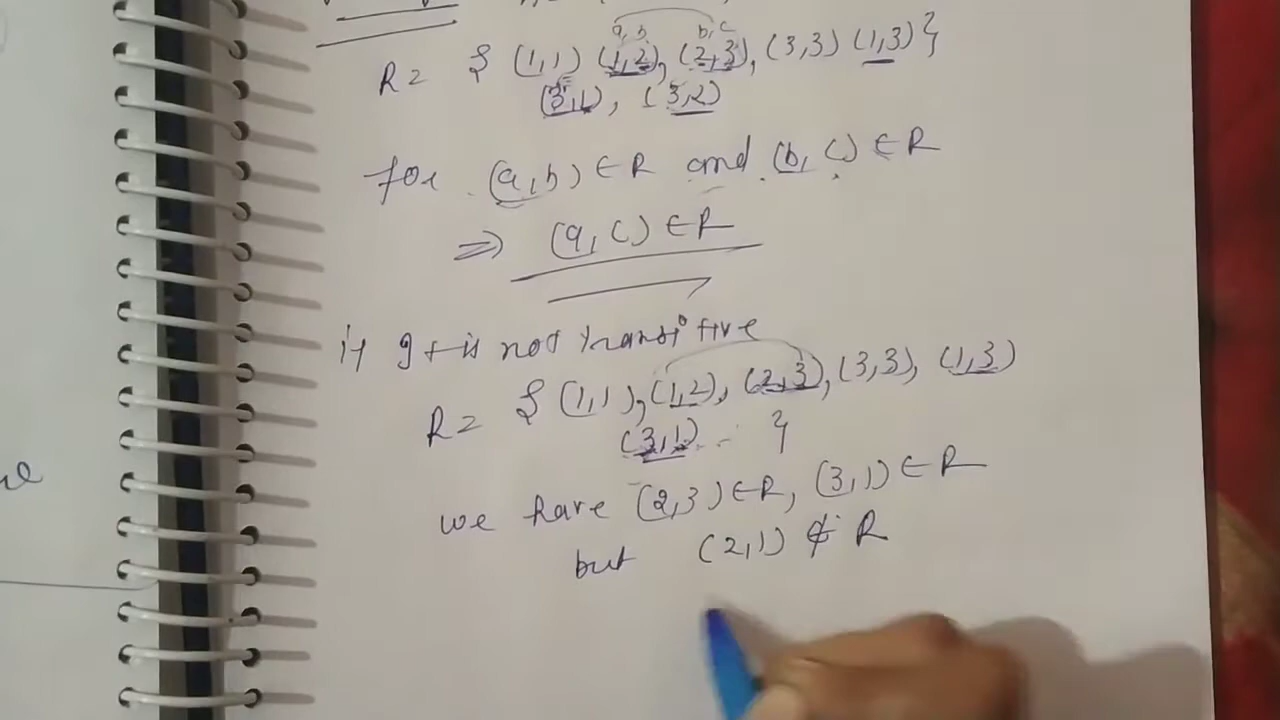 a,b b,c
R = { (1,1) (1,2), (2,3), (3,3) (1,3) }
(3,1), (3,2)
for (a,b) ∈ R and (b,c) ∈ R
⇒ (a,c) ∈ R
if It is not transitive
R = { (1,1), (1,2), (2,3), (3,3), (1,3)
(3,1) }
we have (2,3) ∈ R, (3,1) ∈ R
but (2,1) ∉ R